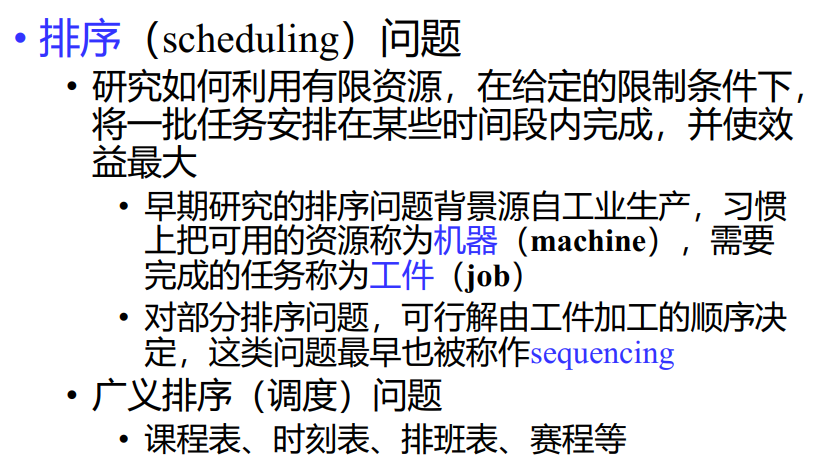 • 排序（scheduling）问题
• 研究如何利用有限资源，在给定的限制条件下，
将一批任务安排在某些时间段内完成，并使效
益最大
• 早期研究的排序问题背景源自工业生产，习惯
上把可用的资源称为机器（machine），需要
完成的任务称为工件（job）
• 对部分排序问题，可行解由工件加工的顺序决
定，这类问题最早也被称作sequencing
• 广义排序（调度）问题
• 课程表、时刻表、排班表、赛程等